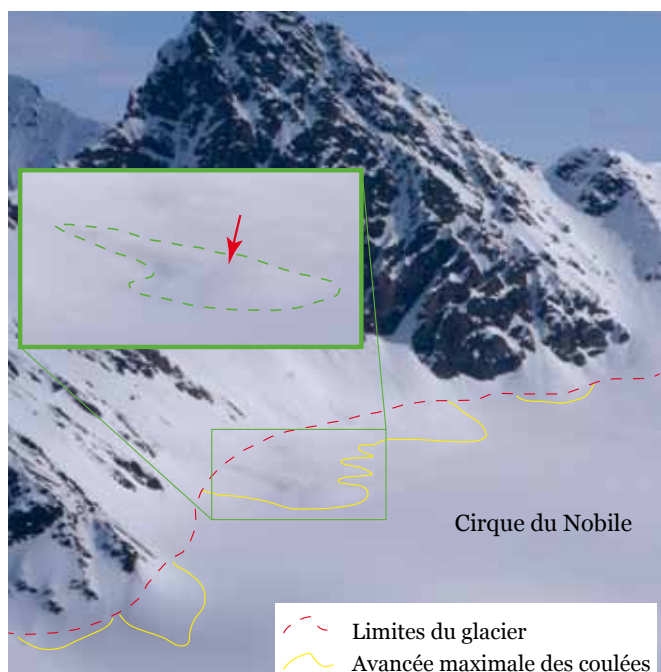 Cirque du Nobile
Limites du glacier
Avancée maximale des coulées